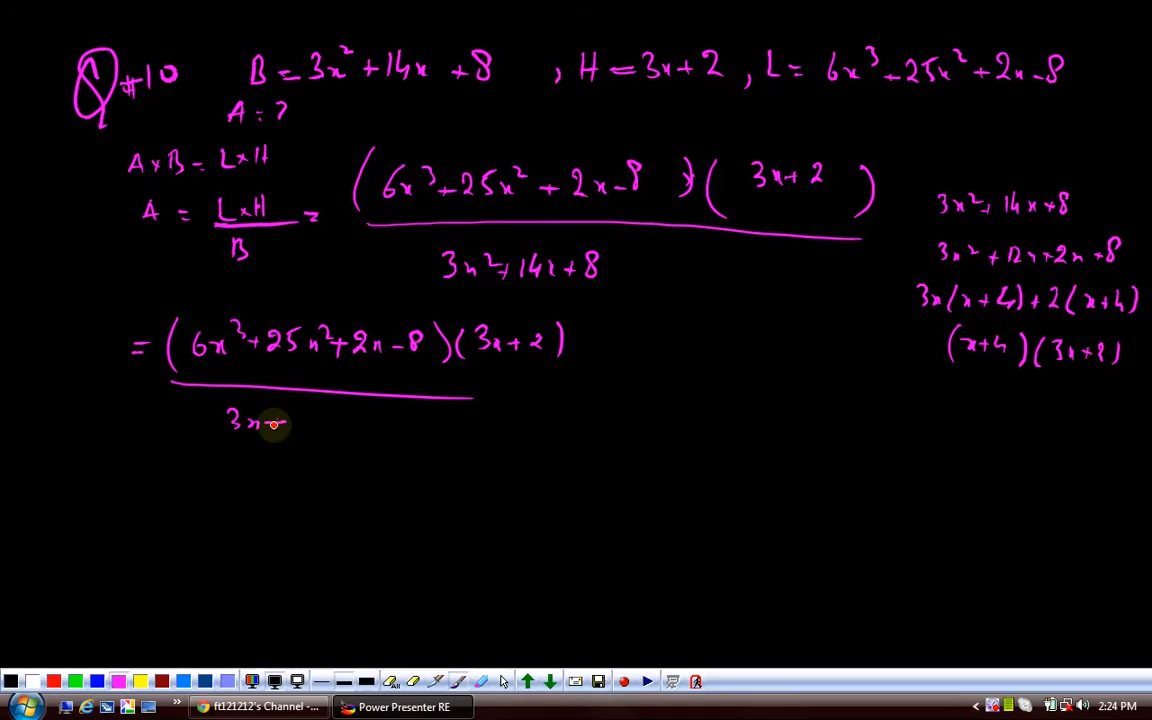 Q #10 B = 3x² + 14x + 8 , H = 3x + 2 , L = 6x³ + 25x² + 2x - 8
A = ?
A × B = L × H
A = L×H / B = (6x³ + 25x² + 2x - 8)(3x + 2) / 3x² + 14x + 8
3x² + 14x + 8
3x² + 12x + 2x + 8
3x(x + 4) + 2(x + 4)
(x+4)(3x+2)
= (6x³ + 25x² + 2x - 8)(3x + 2)
3x +
ft121212's Channel -... Power Presenter RE 2:24 PM